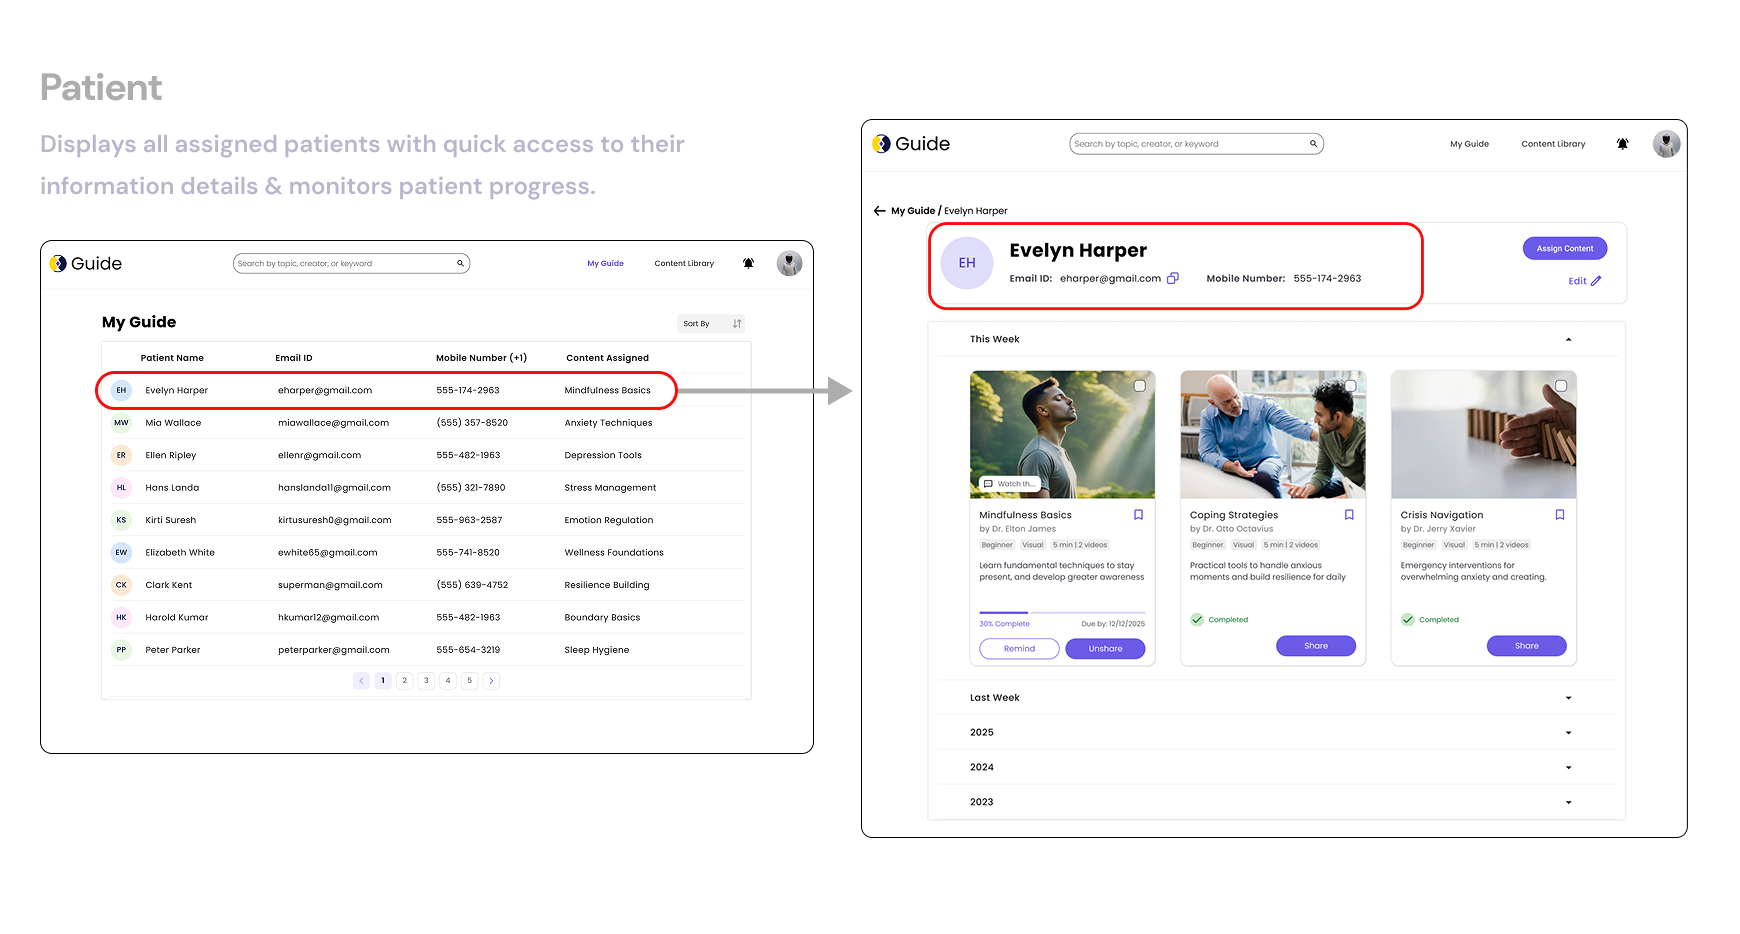 Patient
Displays all assigned patients with quick access to their
information details & monitors patient progress.
Guide
Search by topic, creator, or keyword
My Guide
Content Library
My Guide
Sort By
Patient Name Email ID Mobile Number (+1) Content Assigned
EH Evelyn Harper eharper@gmail.com 555-174-2963 Mindfulness Basics
MW Mia Wallace miawallace@gmail.com (555) 357-8520 Anxiety Techniques
ER Ellen Ripley ellenr@gmail.com 555-482-1963 Depression Tools
HL Hans Landa hanslanda11@gmail.com (555) 321-7890 Stress Management
KS Kirti Suresh kirtusuresh0@gmail.com 555-963-2587 Emotion Regulation
EW Elizabeth White ewhite65@gmail.com 555-741-8520 Wellness Foundations
CK Clark Kent superman@gmail.com (555) 639-4752 Resilience Building
HK Harold Kumar hkumar12@gmail.com 555-482-1963 Boundary Basics
PP Peter Parker peterparker@gmail.com 555-654-3219 Sleep Hygiene
< 1 2 3 4 5 >
Guide
Search by topic, creator, or keyword
My Guide
Content Library
My Guide / Evelyn Harper
EH
Evelyn Harper
Email ID: eharper@gmail.com Mobile Number: 555-174-2963
Assign Content
Edit
This Week
Watch th...
Mindfulness Basics
by Dr. Elton James
Beginner Visual 5 min | 2 videos
Learn fundamental techniques to stay
present, and develop greater awareness
30% Complete Due by: 12/12/2025
Remind Unshare
Coping Strategies
by Dr. Otto Octavius
Beginner Visual 5 min | 2 videos
Practical tools to handle anxious
moments and build resilience for daily
Completed
Share
Crisis Navigation
by Dr. Jerry Xavier
Beginner Visual 5 min | 2 videos
Emergency interventions for
overwhelming anxiety and creating.
Completed
Share
Last Week
2025
2024
2023